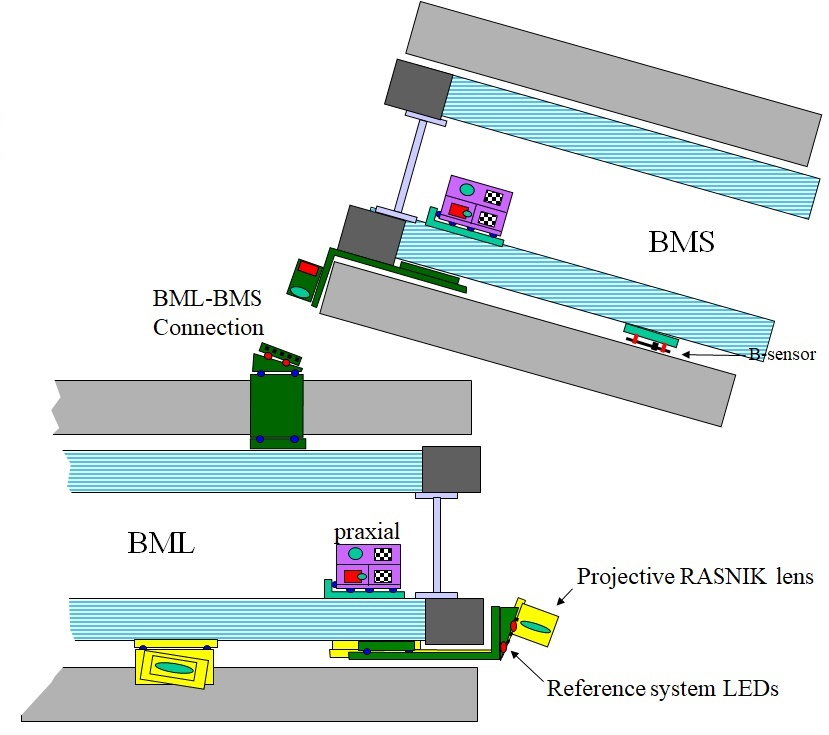 BMS
BML-BMS
Connection
B-sensor
BML
praxial
Projective RASNIK lens
Reference system LEDs